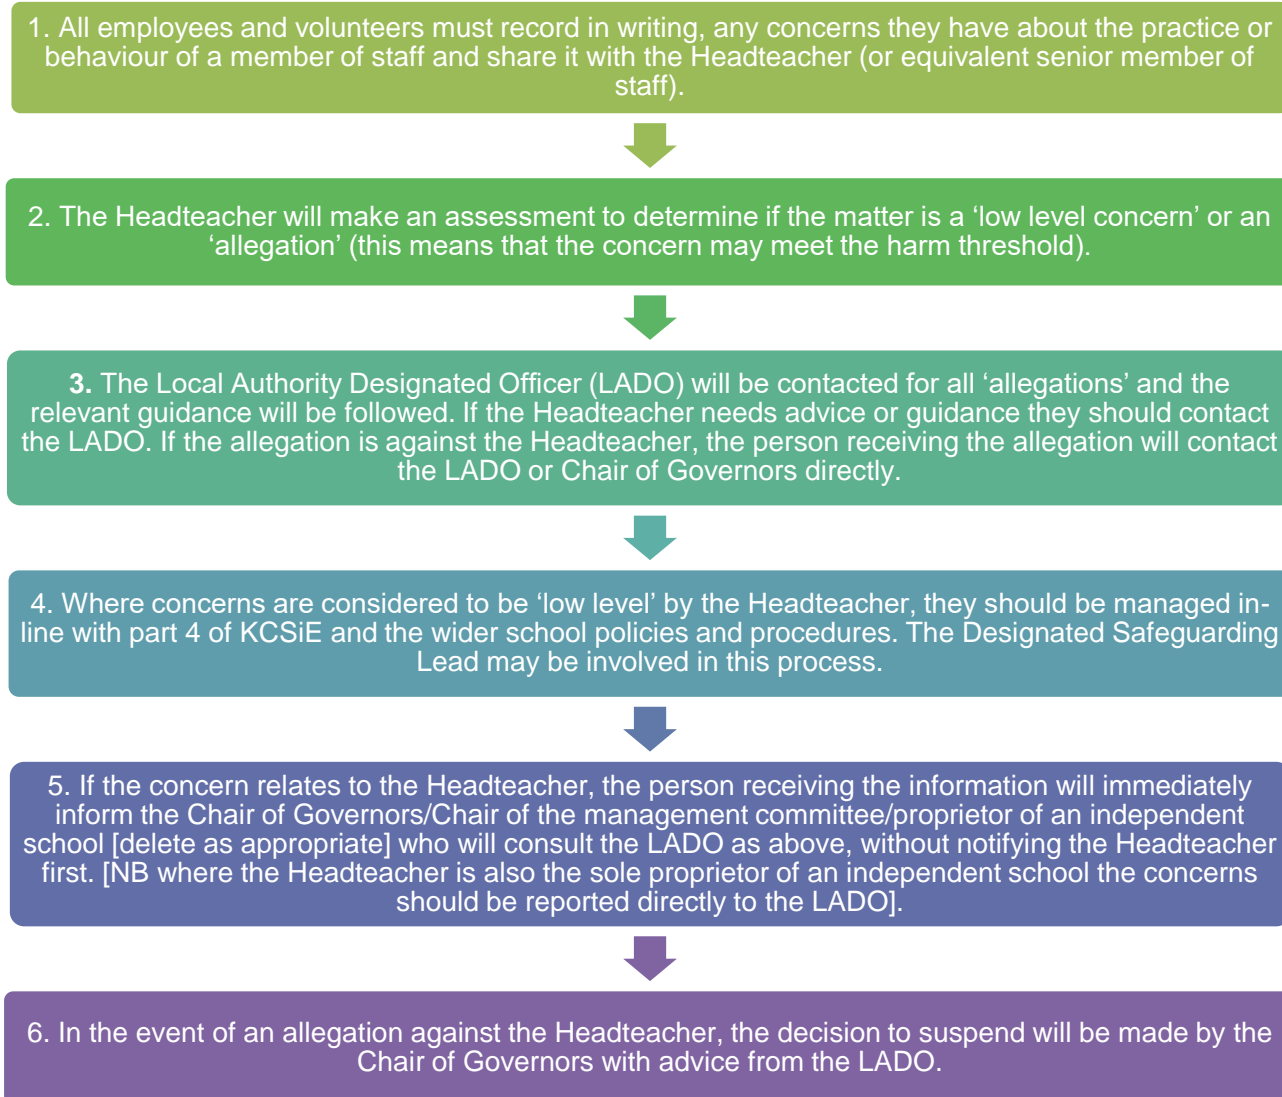 1. All employees and volunteers must record in writing, any concerns they have about the practice or
behaviour of a member of staff and share it with the Headteacher (or equivalent senior member of
staff).
2. The Headteacher will make an assessment to determine if the matter is a ‘low level concern’ or an
‘allegation’ (this means that the concern may meet the harm threshold).
3. The Local Authority Designated Officer (LADO) will be contacted for all ‘allegations’ and the
relevant guidance will be followed. If the Headteacher needs advice or guidance they should contact
the LADO. If the allegation is against the Headteacher, the person receiving the allegation will contact
the LADO or Chair of Governors directly.
4. Where concerns are considered to be ‘low level’ by the Headteacher, they should be managed in-
line with part 4 of KCSiE and the wider school policies and procedures. The Designated Safeguarding
Lead may be involved in this process.
5. If the concern relates to the Headteacher, the person receiving the information will immediately
inform the Chair of Governors/Chair of the management committee/proprietor of an independent
school [delete as appropriate] who will consult the LADO as above, without notifying the Headteacher
first. [NB where the Headteacher is also the sole proprietor of an independent school the concerns
should be reported directly to the LADO].
6. In the event of an allegation against the Headteacher, the decision to suspend will be made by the
Chair of Governors with advice from the LADO.